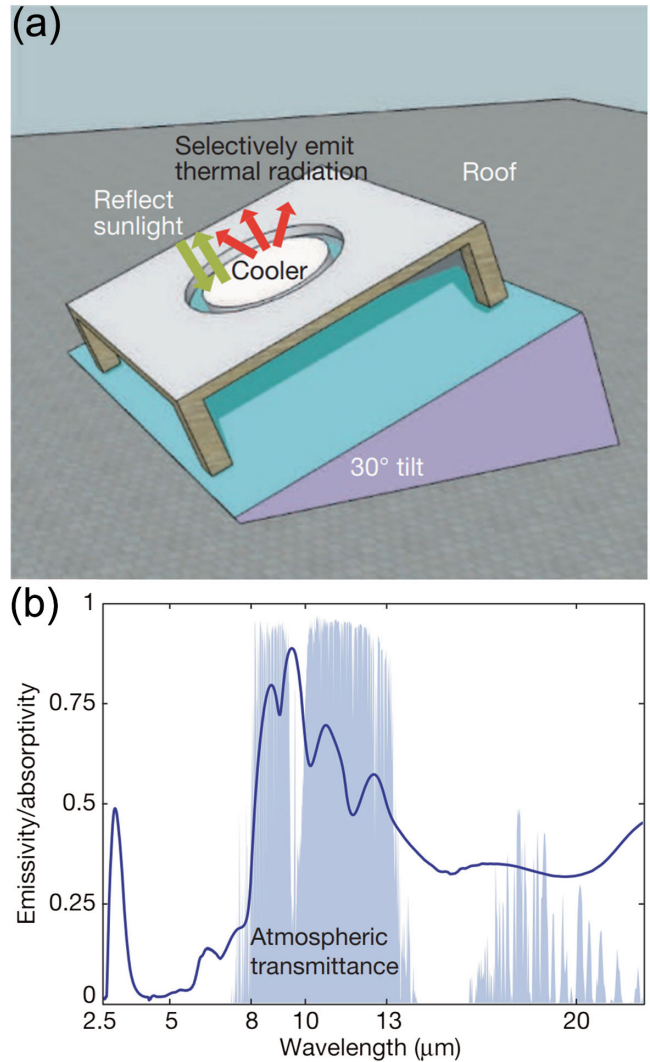 (a)
Selectively emit
thermal radiation
Roof
Reflect
sunlight
Cooler
30° tilt
(b)
1
0.75
0.5
0.25
0
Emissivity/absorptivity
Atmospheric
transmittance
2.5 5 8 10 13 20
Wavelength (μm)